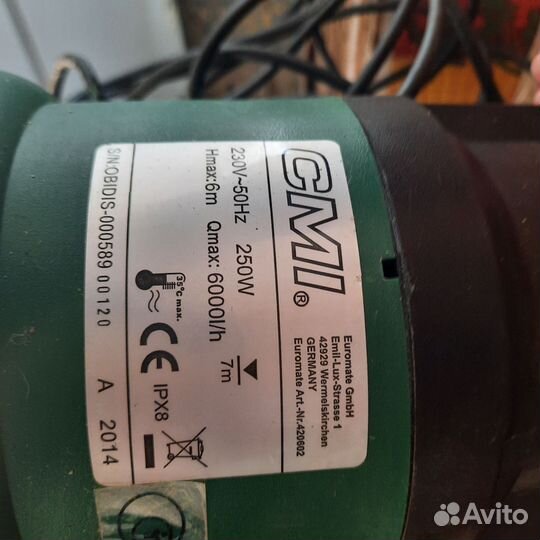 CMI®
Euromate GmbH
Emil-Lux-Strasse 1
42929 Wermelskirchen
GERMANY
Euromate Art.-Nr.420602
230V~50Hz 250W
Hmax:6m Qmax: 6000l/h
7m
35°c max.
CE IPX8
S/N:OBIDIS-000589 00120 A 2014
Avito